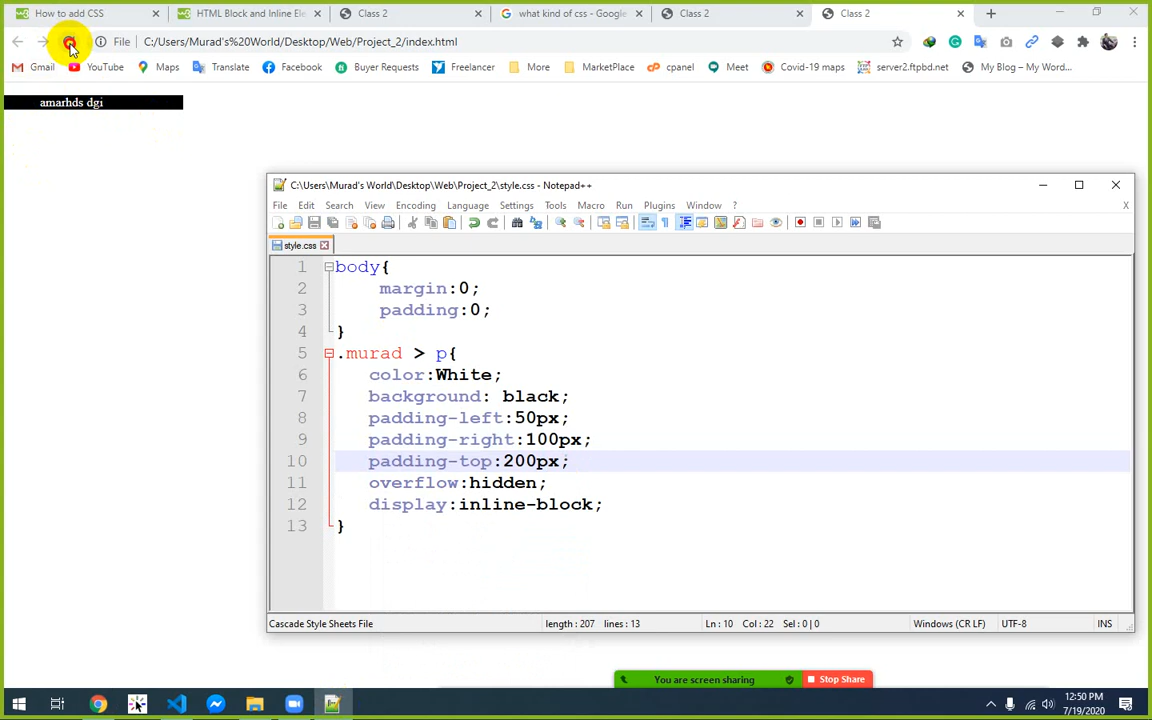 How to add CSS
HTML Block and Inline Ele
Class 2
what kind of css - Google
Class 2
Class 2
File
C:/Users/Murad's%20World/Desktop/Web/Project_2/index.html
Gmail
YouTube
Maps
Translate
Facebook
Buyer Requests
Freelancer
More
MarketPlace
cpanel
Meet
Covid-19 maps
server2.ftpbd.net
My Blog – My Wor...
amarhds dgi
C:\Users\Murad's World\Desktop\Web\Project_2\style.css - Notepad++
File Edit Search View Encoding Language Settings Tools Macro Run Plugins Window ? X
style.css
1 body{
2 margin:0;
3 padding:0;
4 }
5 .murad > p{
6 color:White;
7 background: black;
8 padding-left:50px;
9 padding-right:100px;
10 padding-top:200px;
11 overflow:hidden;
12 display:inline-block;
13 }
Cascade Style Sheets File
length : 207 lines : 13
Ln : 10 Col : 22 Sel : 0 | 0
Windows (CR LF)
UTF-8
INS
You are screen sharing
Stop Share
12:50 PM
7/19/2020